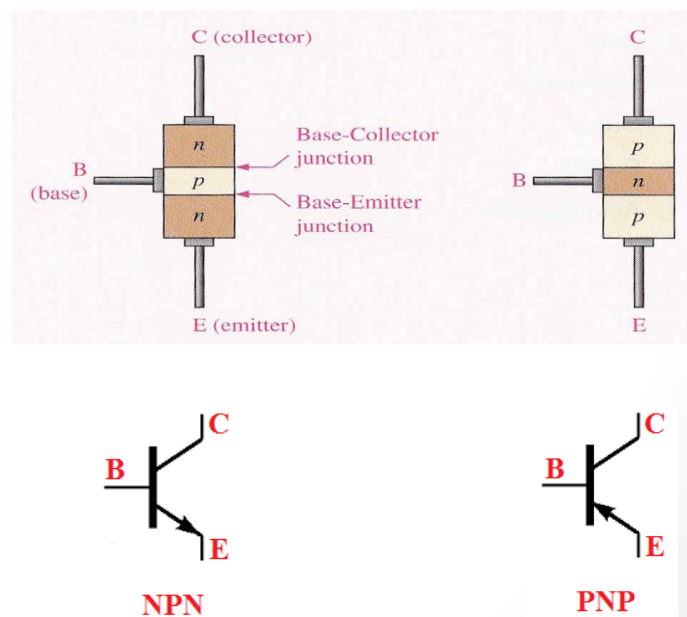 C (collector)
n
Base-Collector
junction
B
(base)
p
Base-Emitter
junction
n
E (emitter)
C
p
B
n
p
E
C
B
E
NPN
C
B
E
PNP